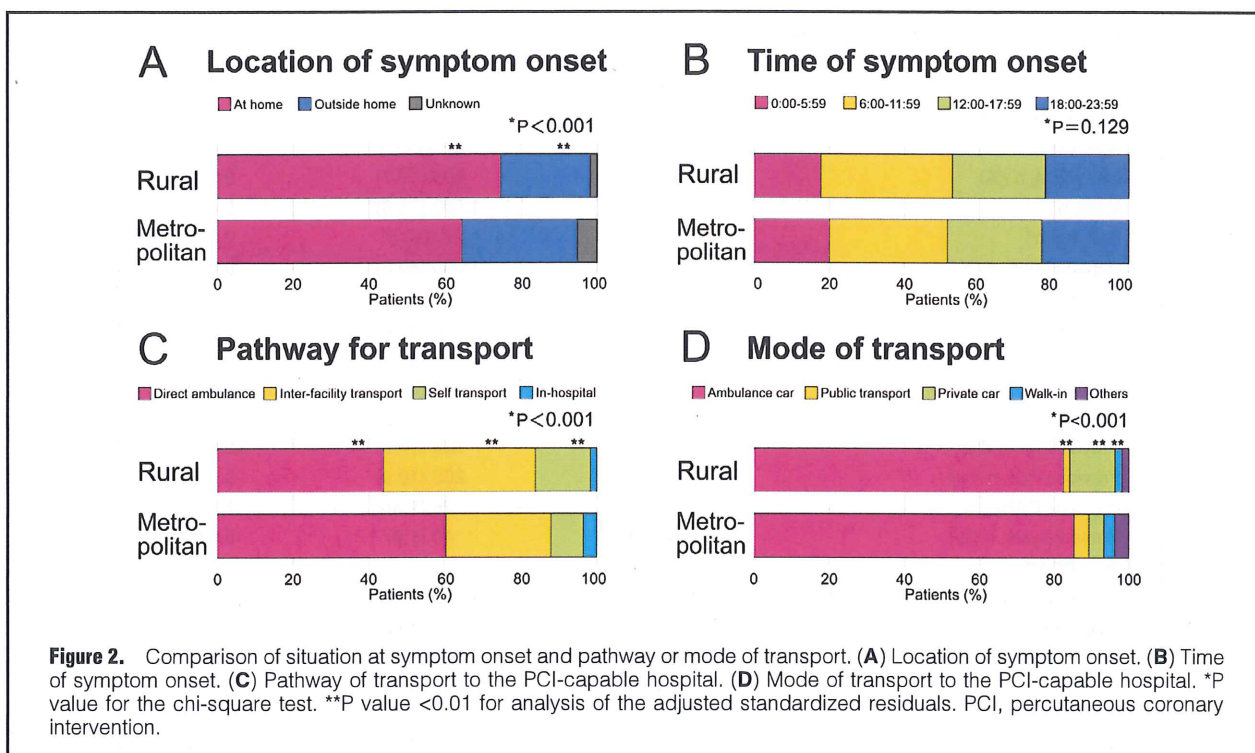 A Location of symptom onset
At home Outside home Unknown
*P<0.001
** **
Rural
Metro-
politan
0 20 40 60 80 100
Patients (%)
B Time of symptom onset
0:00-5:59 6:00-11:59 12:00-17:59 18:00-23:59
*P=0.129
Rural
Metro-
politan
0 20 40 60 80 100
Patients (%)
C Pathway for transport
Direct ambulance Inter-facility transport Self transport In-hospital
*P<0.001
** ** **
Rural
Metro-
politan
0 20 40 60 80 100
Patients (%)
D Mode of transport
Ambulance car Public transport Private car Walk-in Others
*P<0.001
** ** **
Rural
Metro-
politan
0 20 40 60 80 100
Patients (%)
Figure 2. Comparison of situation at symptom onset and pathway or mode of transport. (A) Location of symptom onset. (B) Time
of symptom onset. (C) Pathway of transport to the PCI-capable hospital. (D) Mode of transport to the PCI-capable hospital. *P
value for the chi-square test. **P value <0.01 for analysis of the adjusted standardized residuals. PCI, percutaneous coronary
intervention.